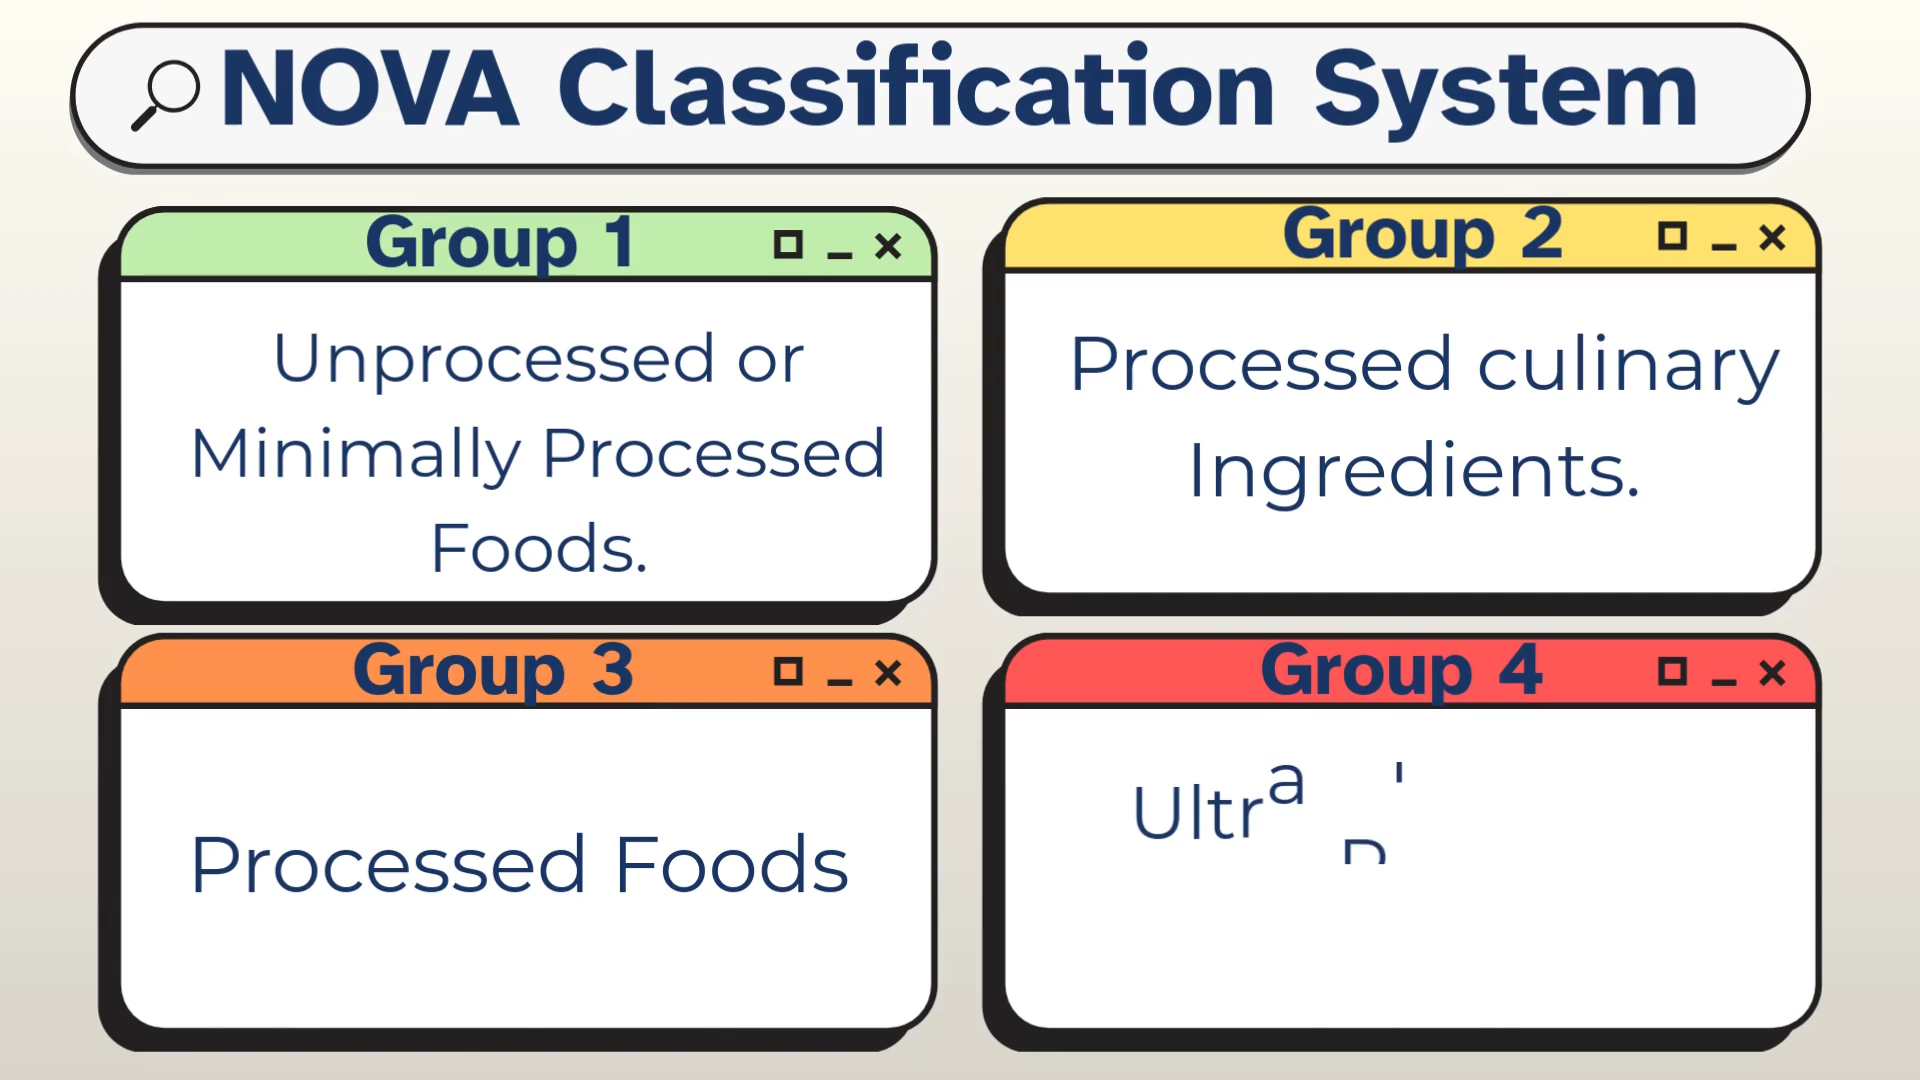 NOVA Classification System
Group 1
Unprocessed or
Minimally Processed
Foods.
Group 2
Processed culinary
Ingredients.
Group 3
Processed Foods
Group 4
Ultra